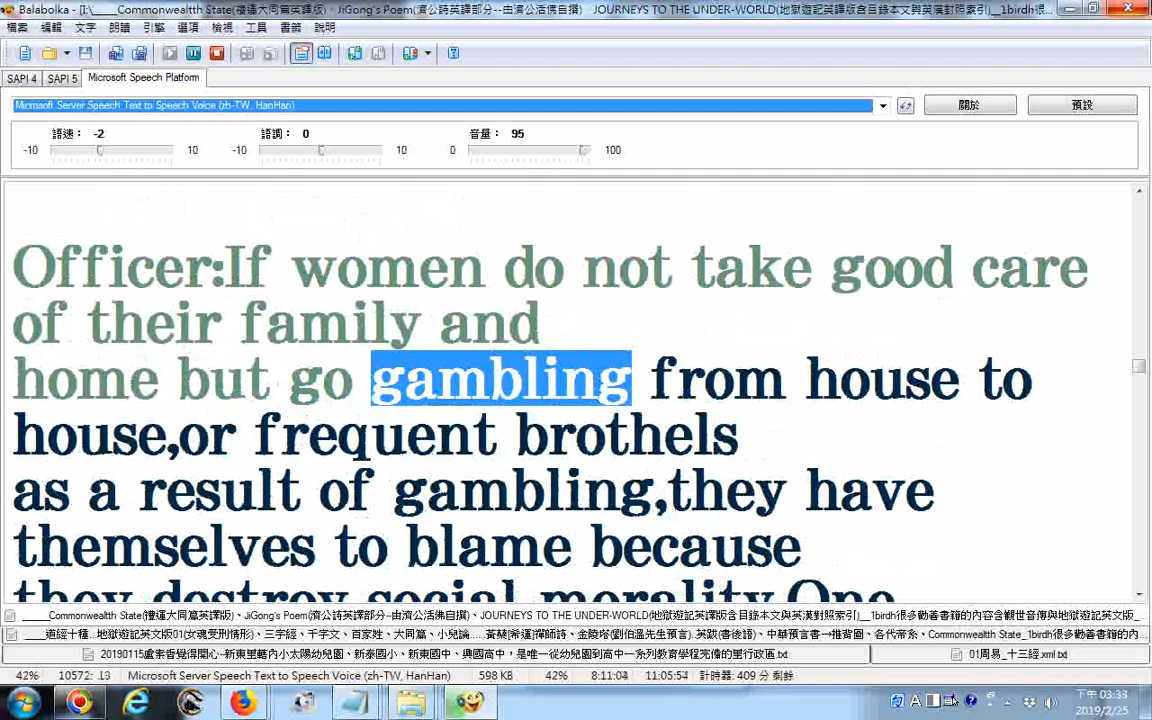 Balabolka - [I:\_____Commonwealth State(禮運大同篇英譯版)、JiGong's Poem(濟公詩英譯部分--由濟公活佛自撰)、JOURNEYS TO THE UNDER-WORLD(地獄遊記英譯版含目錄本文與英漢對照索引)__1birdh很...
檔案 編輯 文字 朗讀 引擎 選項 檢視 工具 書籤 說明
SAPI 4 SAPI 5 Microsoft Speech Platform
Microsoft Server Speech Text to Speech Voice (zh-TW, HanHan)
關於 預設
語速: -2 語調: 0 音量: 95
-10 10 -10 10 0 100
Officer:If women do not take good care
of their family and
home but go gambling from house to
house,or frequent brothels
as a result of gambling,they have
themselves to blame because
they destroy social morality.One
_____Commonwealth State(禮運大同篇英譯版)、JiGong's Poem(濟公詩英譯部分--由濟公活佛自撰)、JOURNEYS TO THE UNDER-WORLD(地獄遊記英譯版含目錄本文與英漢對照索引)__1birdh很多勸善書籍的內容含觀世音傳與地獄遊記英文版_
道經十種...地獄遊記英文版01(女魂受刑情形)、三字經、千字文、百家姓、大同篇、小兒論.....黃蘗[希運]禪師詩、金陵塔(劉伯溫先生預言).英跋(書後語)、中華預言書—推背圖、各代帝系、Commonwealth State_1birdh很多勸善書籍的內...
20190115盧素香覺得開心--新東里轄內小太陽幼兒園、新泰國小、新東國中、興國高中，是唯一從幼兒園到高中一系列教育學程完備的里行政區.txt 01周易_十三經.xml.txt
42% 10572: 13 Microsoft Server Speech Text to Speech Voice (zh-TW, HanHan) 598 KB 42% 8:11:04 11:05:54 計時器: 409 分 剩餘
下午 03:33
2019/2/25